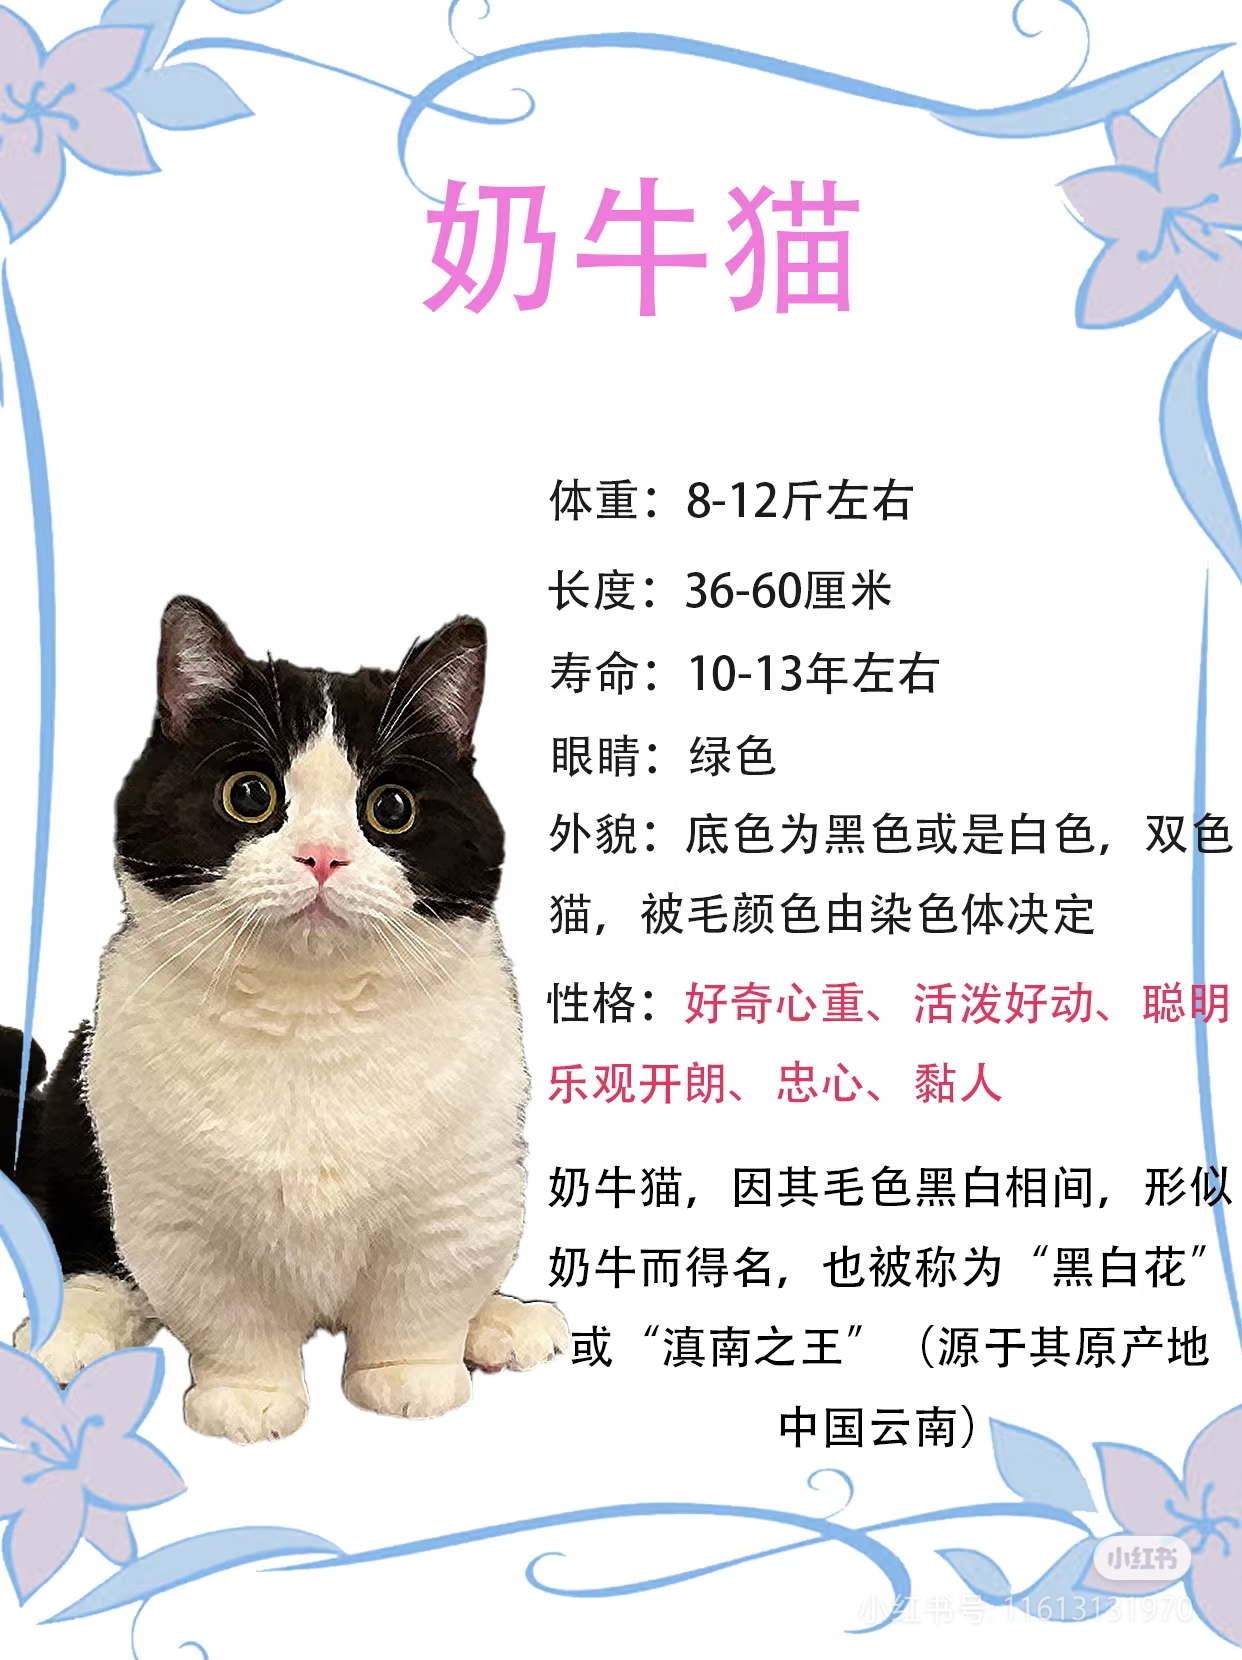 奶牛猫
体重：8-12斤左右
长度：36-60厘米
寿命：10-13年左右
眼睛：绿色
外貌：底色为黑色或是白色，双色
猫，被毛颜色由染色体决定
性格：好奇心重、活泼好动、聪明
乐观开朗、忠心、黏人
奶牛猫，因其毛色黑白相间，形似
奶牛而得名，也被称为“黑白花”
或“滇南之王”（源于其原产地
中国云南）
小红书
小红书号: 11613131970